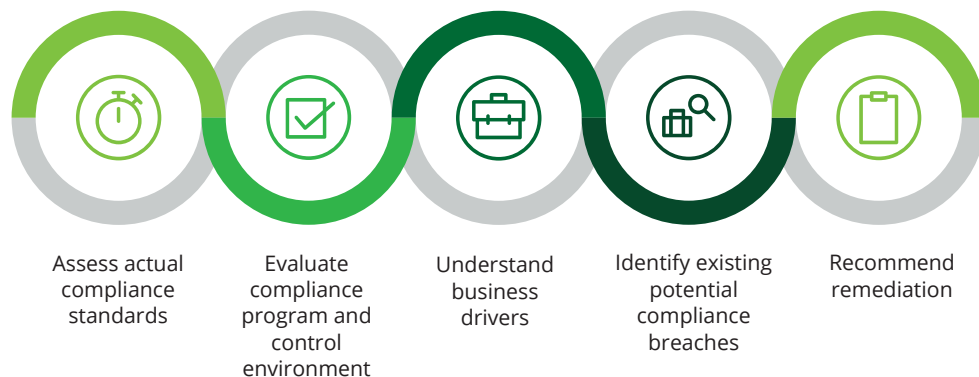 Assess actual
compliance
standards
Evaluate
compliance
program and
control
environment
Understand
business
drivers
Identify existing
potential
compliance
breaches
Recommend
remediation